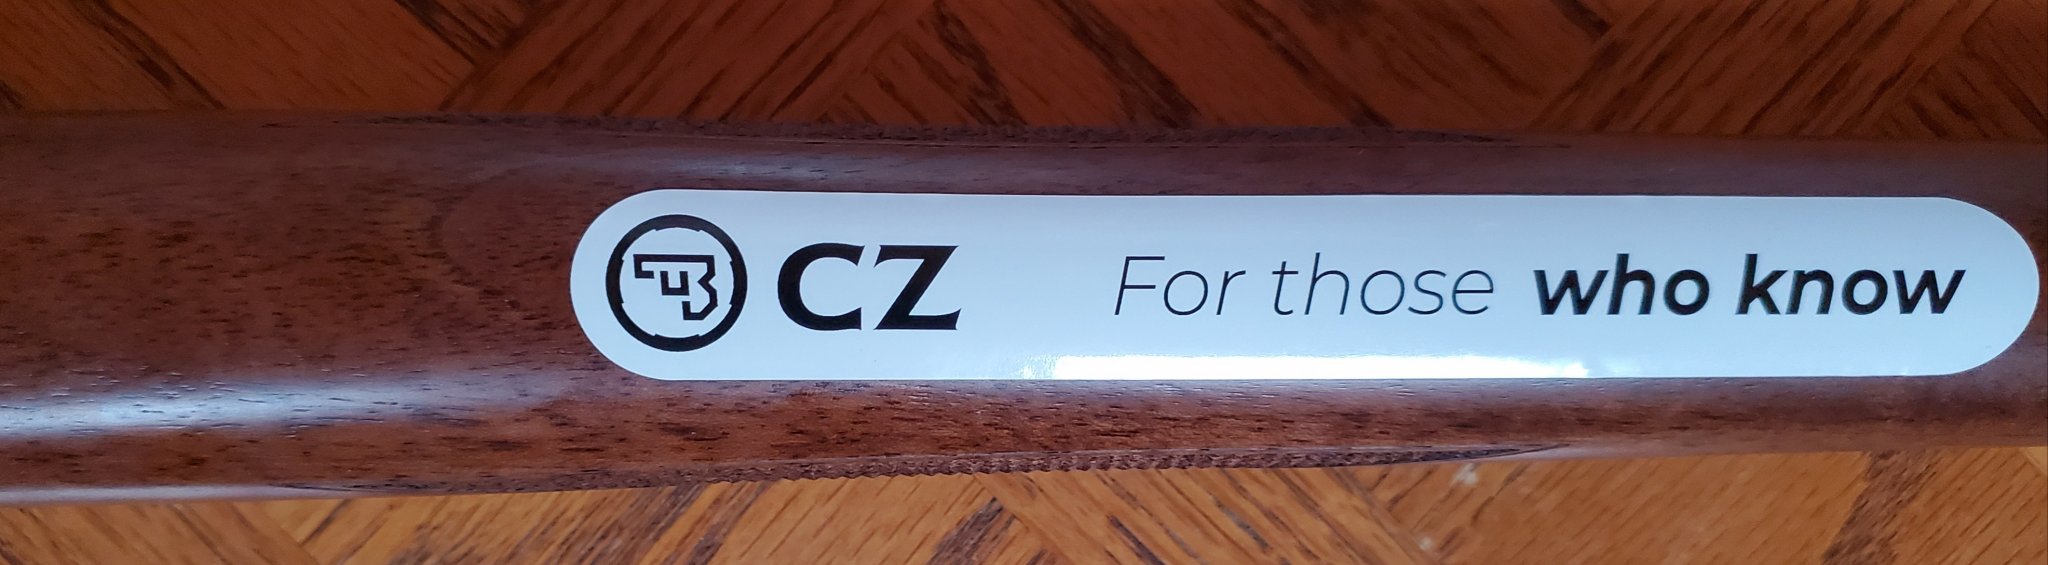 CZ For those who know